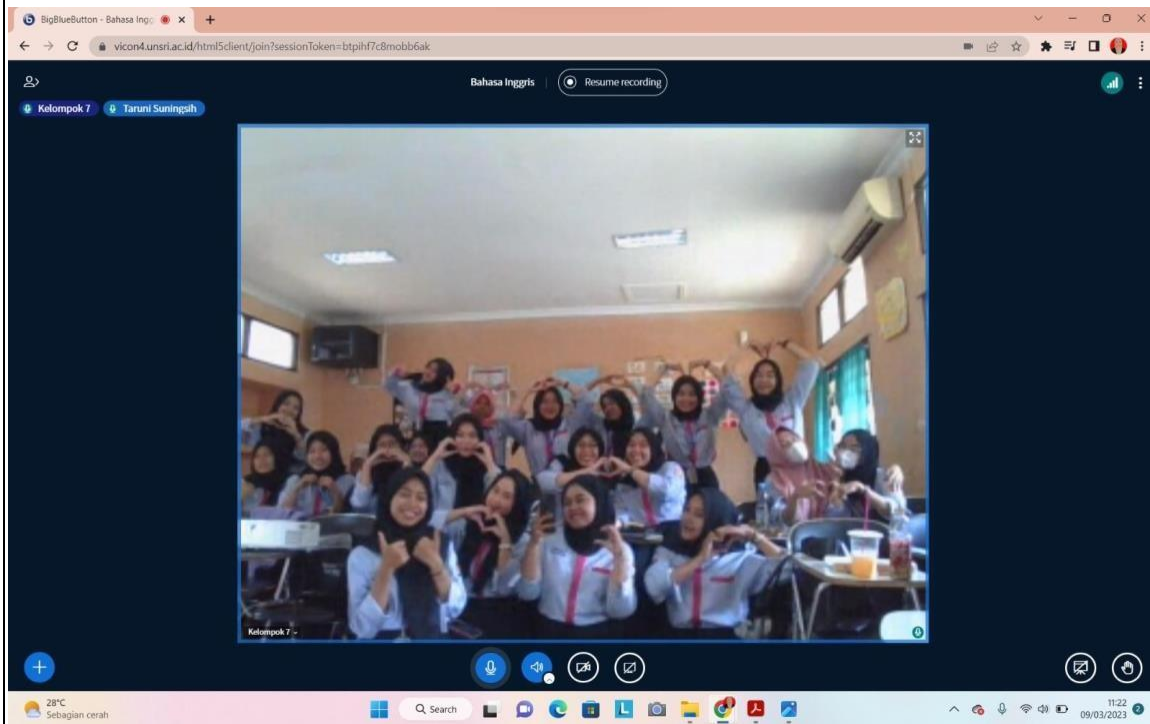 BigBlueButton - Bahasa Ingg
vicon4.unsri.ac.id/html5client/join?sessionToken=btpihf7c8mobb6ak
Bahasa Inggris
Resume recording
Kelompok 7
Taruni Suningsih
Kelompok 7
28°C
Sebagian cerah
Search
L
11:22
09/03/2023
2